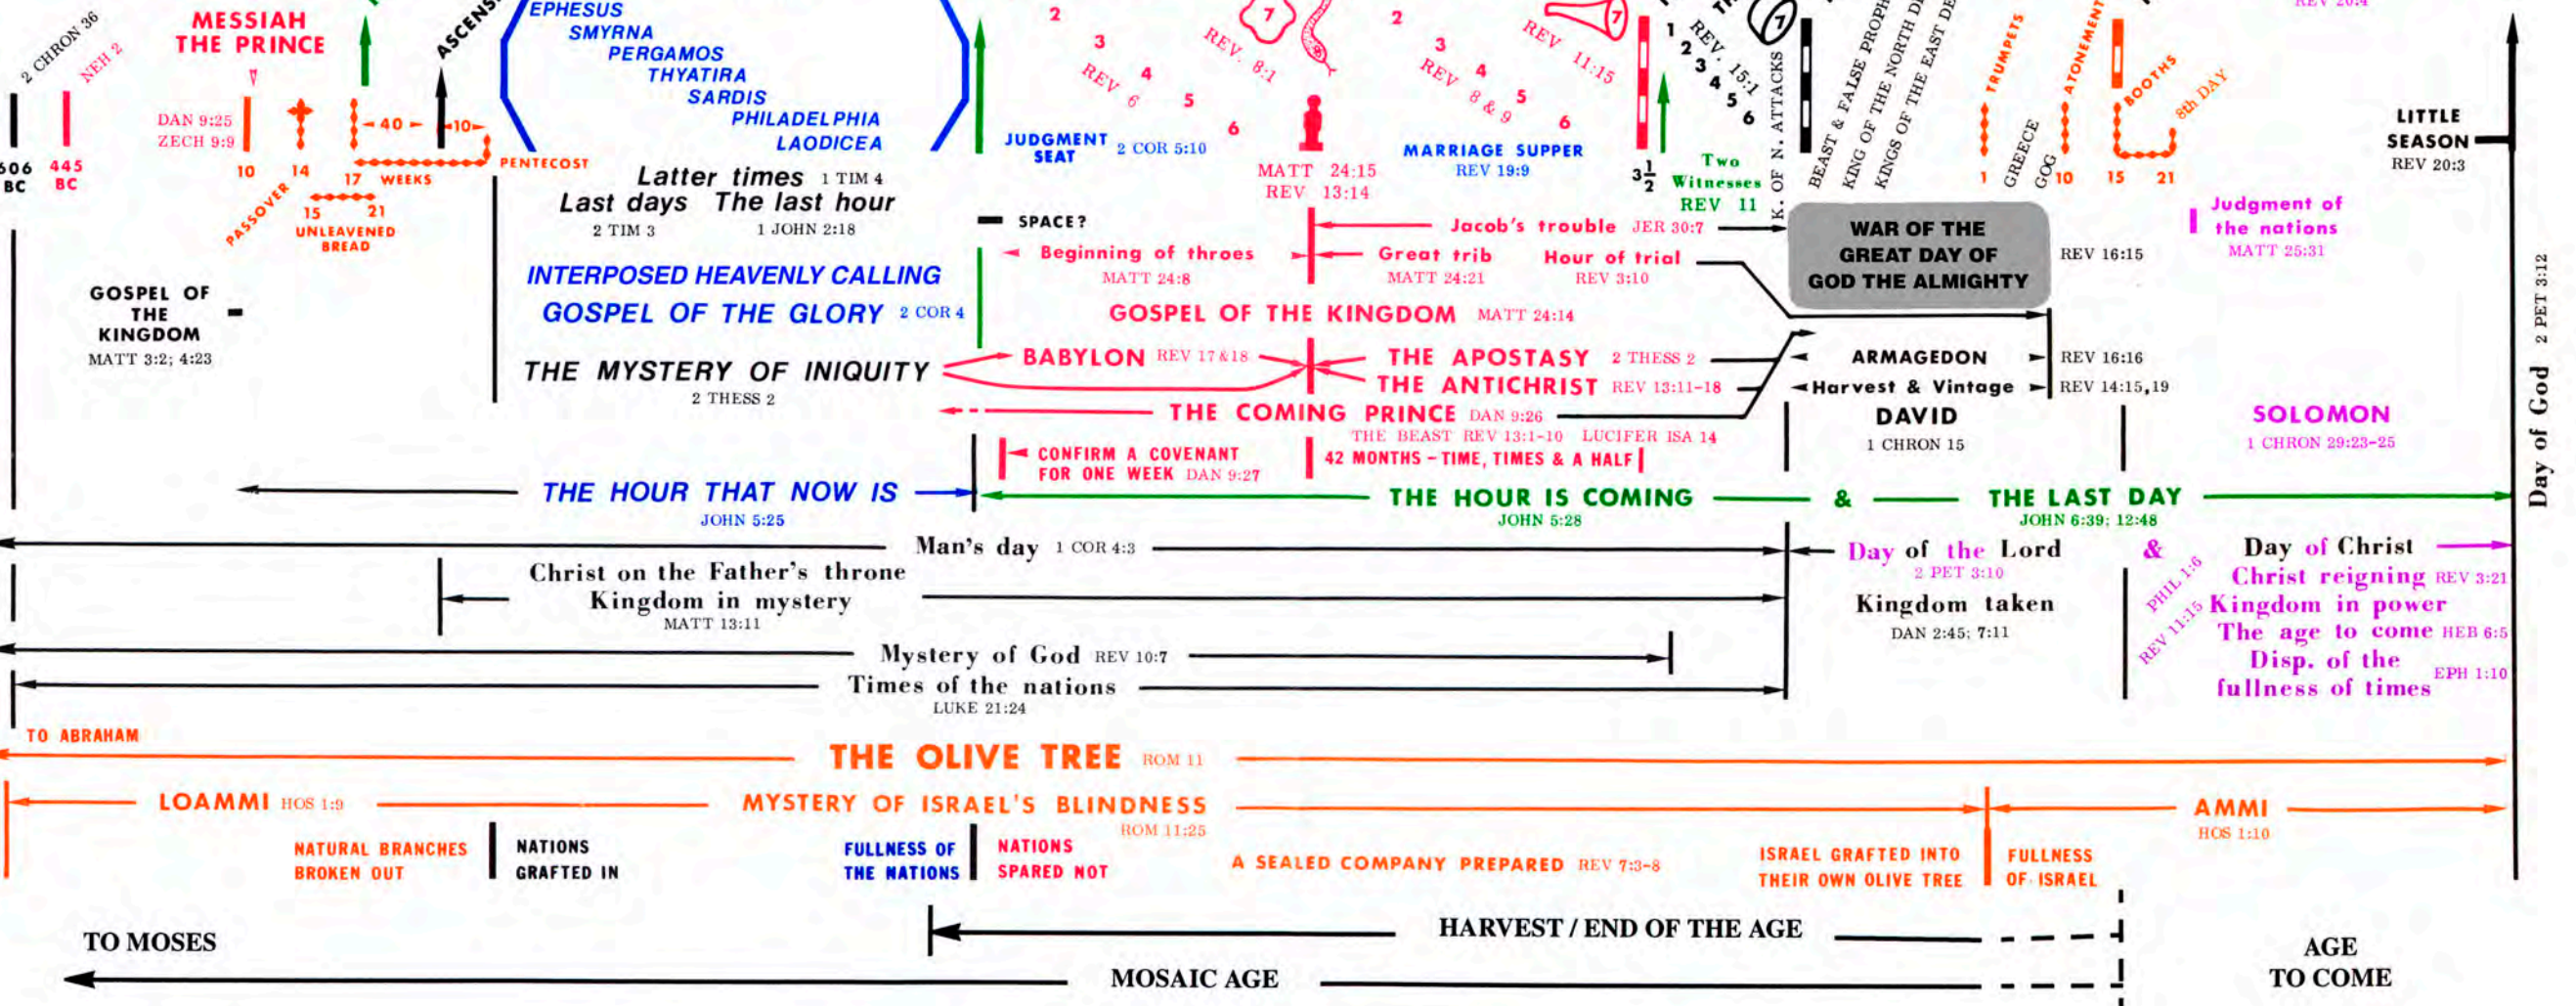 2 CHRON 36
NEH 2
606
BC
445
BC
MESSIAH
THE PRINCE
DAN 9:25
ZECH 9:9
10
PASSOVER
14
17
WEEKS
15
21
UNLEAVENED
BREAD
40
10
PENTECOST
EPHESUS
SMYRNA
PERGAMOS
THYATIRA
SARDIS
PHILADELPHIA
LAODICEA
Latter times 1 TIM 4
Last days The last hour
2 TIM 3 1 JOHN 2:18
INTERPOSED HEAVENLY CALLING
GOSPEL OF THE GLORY 2 COR 4
THE MYSTERY OF INIQUITY
2 THESS 2
GOSPEL OF
THE
KINGDOM
MATT 3:2; 4:23
JUDGMENT
SEAT
2 COR 5:10
2
3
4
5
6
REV 6
REV. 8:1
7
MATT 24:15
REV 13:14
2
3
4
5
6
REV 8 & 9
REV 11:15
7
MARRIAGE SUPPER
REV 19:9
3½
Two
Witnesses
REV 11
1
2
3
4
5
6
REV. 15:1
7
K. OF N. ATTACKS
BEAST & FALSE
KING OF THE NORTH
KINGS OF THE EAST
TRUMPETS
1
GREECE
GOG
ATONEMENT
10
BOOTHS
15
21
8th DAY
REV 20:4
LITTLE
SEASON
REV 20:3
Judgment of
the nations
MATT 25:31
SPACE?
Jacob's trouble JER 30:7
Beginning of throes
MATT 24:8
Great trib
MATT 24:21
Hour of trial
REV 3:10
WAR OF THE
GREAT DAY OF
GOD THE ALMIGHTY
REV 16:15
GOSPEL OF THE KINGDOM MATT 24:14
BABYLON REV 17&18
THE APOSTASY 2 THESS 2
THE ANTICHRIST REV 13:11-18
ARMAGEDON
REV 16:16
Harvest & Vintage
REV 14:15,19
THE COMING PRINCE DAN 9:26
THE BEAST REV 13:1-10 LUCIFER ISA 14
DAVID
1 CHRON 15
SOLOMON
1 CHRON 29:23-25
CONFIRM A COVENANT
FOR ONE WEEK DAN 9:27
42 MONTHS - TIME, TIMES & A HALF
THE HOUR THAT NOW IS
JOHN 5:25
THE HOUR IS COMING
JOHN 5:28
&
THE LAST DAY
JOHN 6:39; 12:48
Day of God 2 PET 3:12
Man's day 1 COR 4:3
Day of the Lord
2 PET 3:10
&
Day of Christ
Christ on the Father's throne
Kingdom in mystery
MATT 13:11
Kingdom taken
DAN 2:45; 7:11
PHIL 1:6
REV 11:15
Christ reigning REV 3:21
Kingdom in power
The age to come HEB 6:5
Disp. of the
fullness of times
EPH 1:10
Mystery of God REV 10:7
Times of the nations
LUKE 21:24
TO ABRAHAM
THE OLIVE TREE ROM 11
LOAMMI HOS 1:9
MYSTERY OF ISRAEL'S BLINDNESS
ROM 11:25
AMMI
HOS 1:10
NATURAL BRANCHES
BROKEN OUT
NATIONS
GRAFTED IN
FULLNESS OF
THE NATIONS
NATIONS
SPARED NOT
A SEALED COMPANY PREPARED REV 7:3-8
ISRAEL GRAFTED INTO
THEIR OWN OLIVE TREE
FULLNESS
OF ISRAEL
TO MOSES
HARVEST / END OF THE AGE
MOSAIC AGE
AGE
TO COME